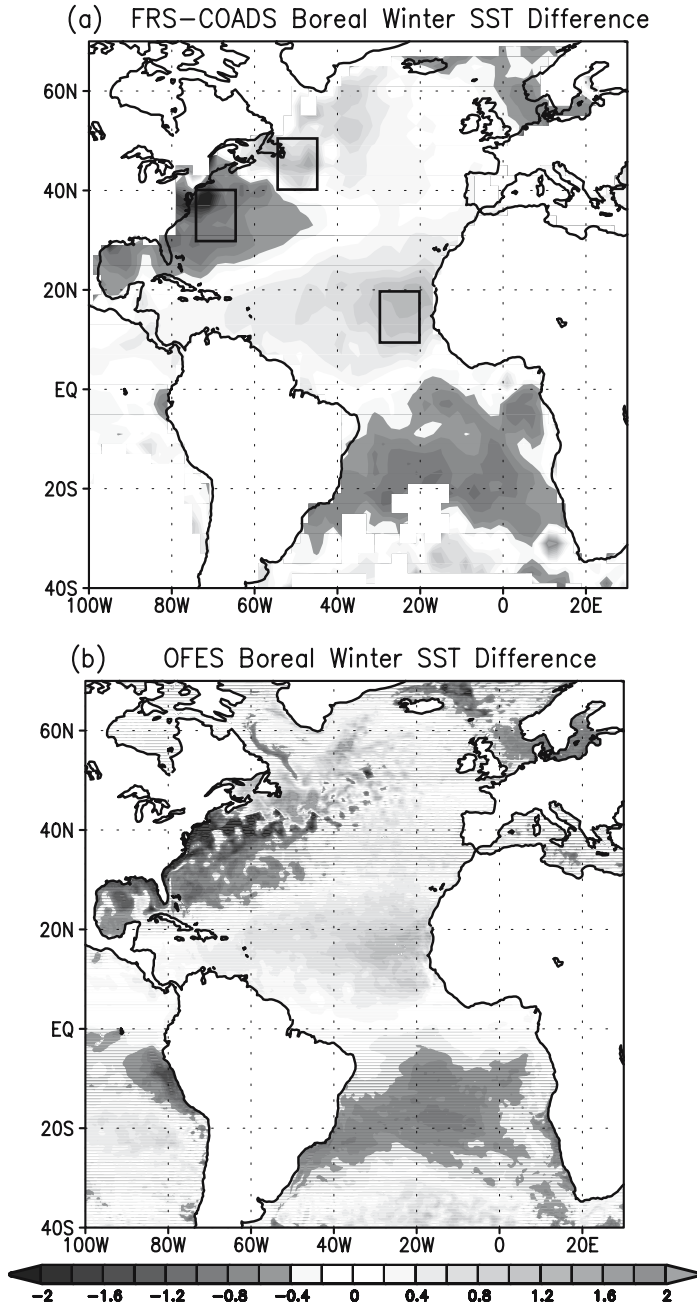 (a) FRS-COADS Boreal Winter SST Difference
60N
40N
20N
EQ
20S
40S
100W 80W 60W 40W 20W 0 20E
(b) OFES Boreal Winter SST Difference
60N
40N
20N
EQ
20S
40S
100W 80W 60W 40W 20W 0 20E
-2 -1.6 -1.2 -0.8 -0.4 0 0.4 0.8 1.2 1.6 2